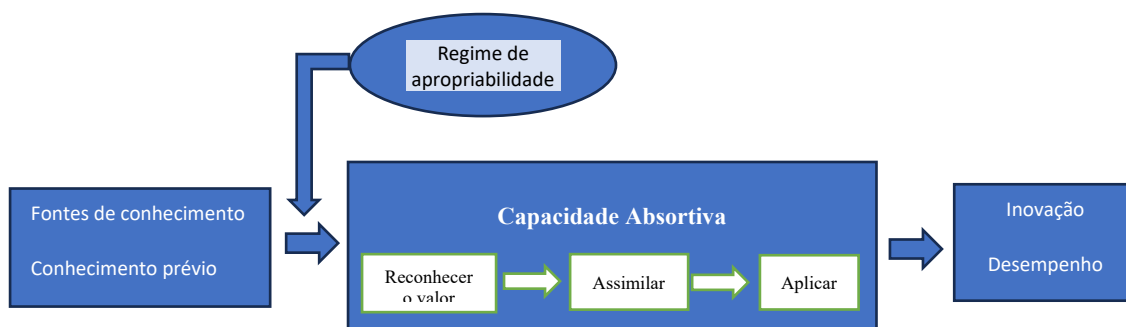 Regime de
apropriabilidade
Fontes de conhecimento
Conhecimento prévio
Capacidade Absortiva
Reconhecer
o valor
Assimilar
Aplicar
Inovação
Desempenho